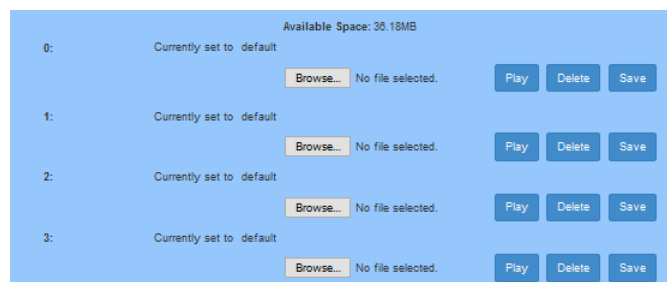 Available Space: 36.18MB
0: Currently set to default
Browse... No file selected. Play Delete Save
1: Currently set to default
Browse... No file selected. Play Delete Save
2: Currently set to default
Browse... No file selected. Play Delete Save
3: Currently set to default
Browse... No file selected. Play Delete Save